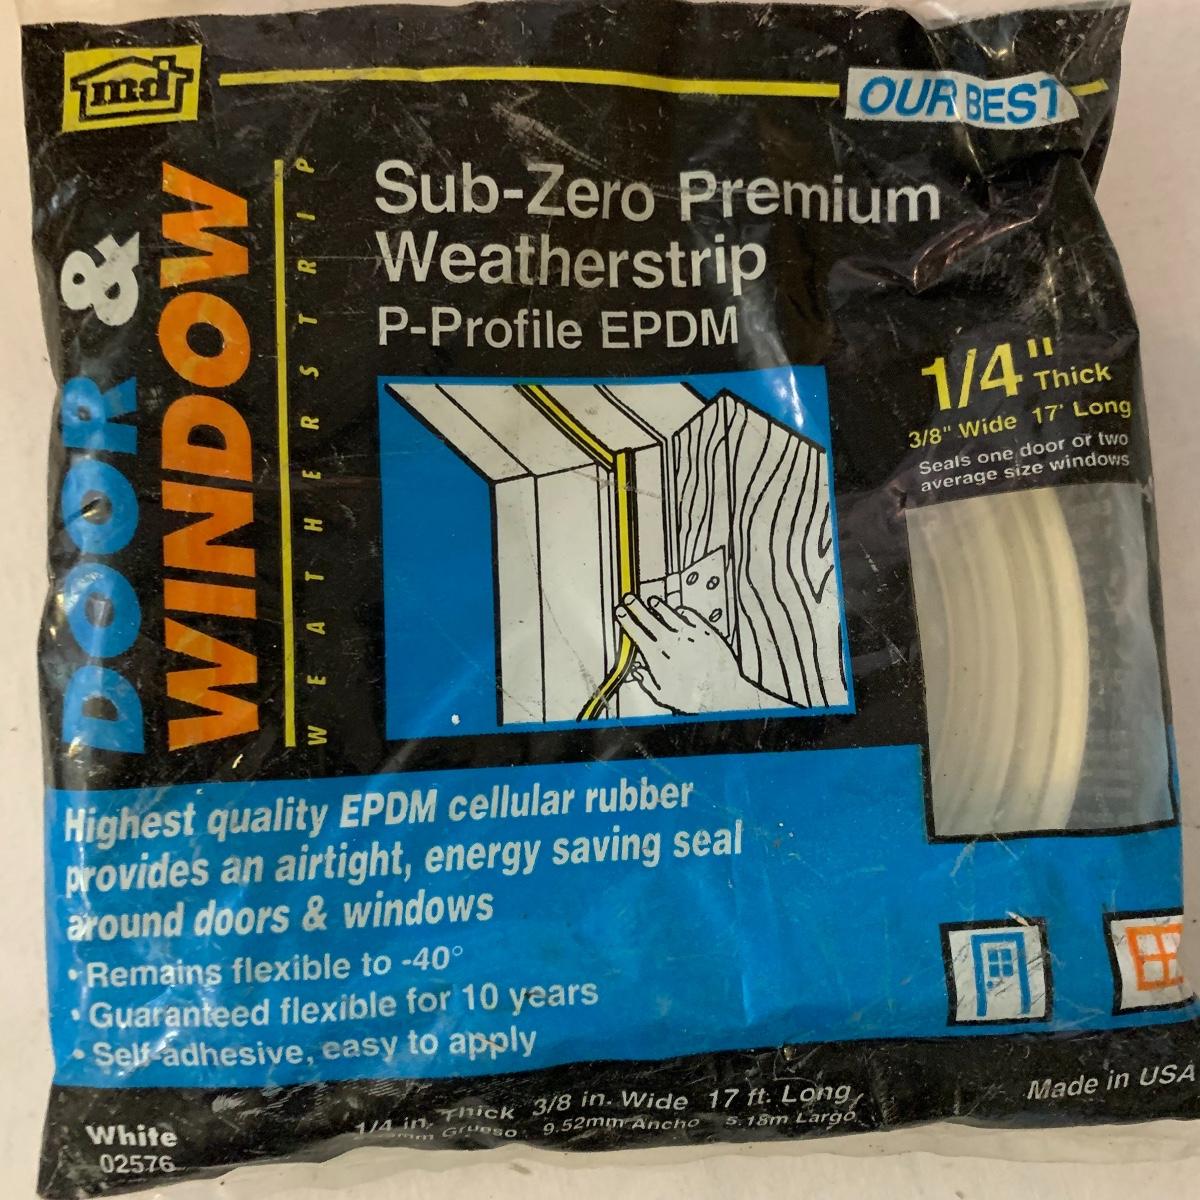 md
OUR BEST
DOOR &
WINDOW
WEATHERSTRIP
Sub-Zero Premium
Weatherstrip
P-Profile EPDM
1/4" Thick
3/8" Wide 17' Long
Seals one door or two
average size windows
Highest quality EPDM cellular rubber
provides an airtight, energy saving seal
around doors & windows
• Remains flexible to -40°
• Guaranteed flexible for 10 years
• Self-adhesive, easy to apply
1/4 in. Thick 3/8 in. Wide 17 ft. Long
Grueso 9.52mm Ancho 5.18m Largo
Made in USA
White
02576